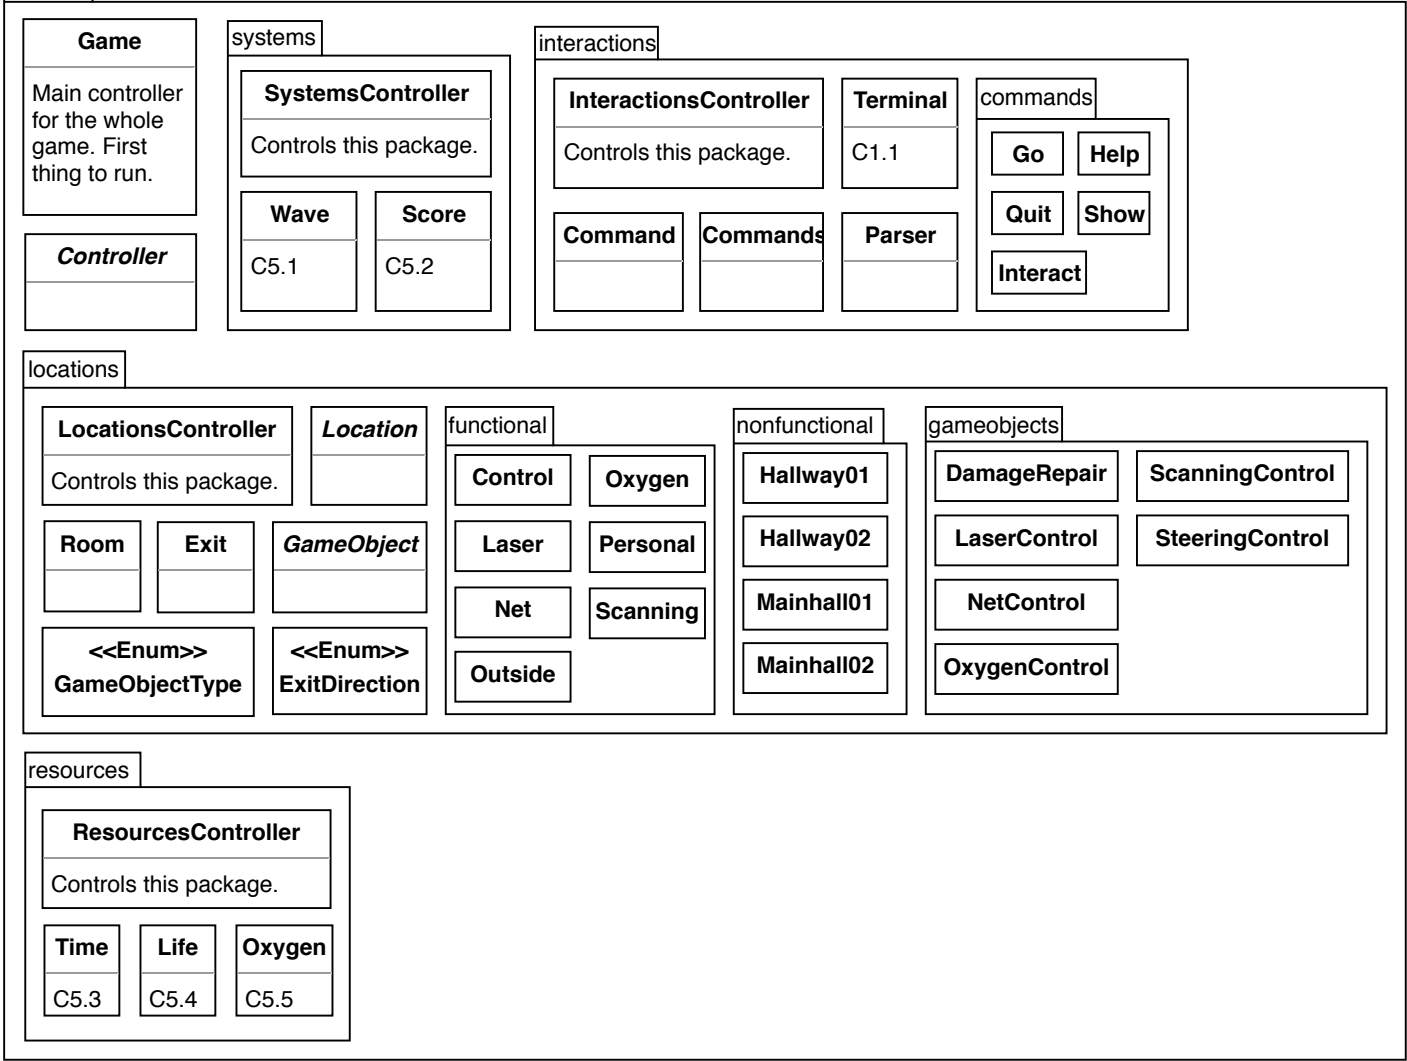 Game
Main controller
for the whole
game. First
thing to run.
Controller
systems
SystemsController
Controls this package.
Wave
C5.1
Score
C5.2
interactions
InteractionsController
Controls this package.
Terminal
C1.1
Command
Commands
Parser
commands
Go
Help
Quit
Show
Interact
locations
LocationsController
Controls this package.
Location
Room
Exit
GameObject
<<Enum>>
GameObjectType
<<Enum>>
ExitDirection
functional
Control
Oxygen
Laser
Personal
Net
Scanning
Outside
nonfunctional
Hallway01
Hallway02
Mainhall01
Mainhall02
gameobjects
DamageRepair
ScanningControl
LaserControl
SteeringControl
NetControl
OxygenControl
resources
ResourcesController
Controls this package.
Time
C5.3
Life
C5.4
Oxygen
C5.5